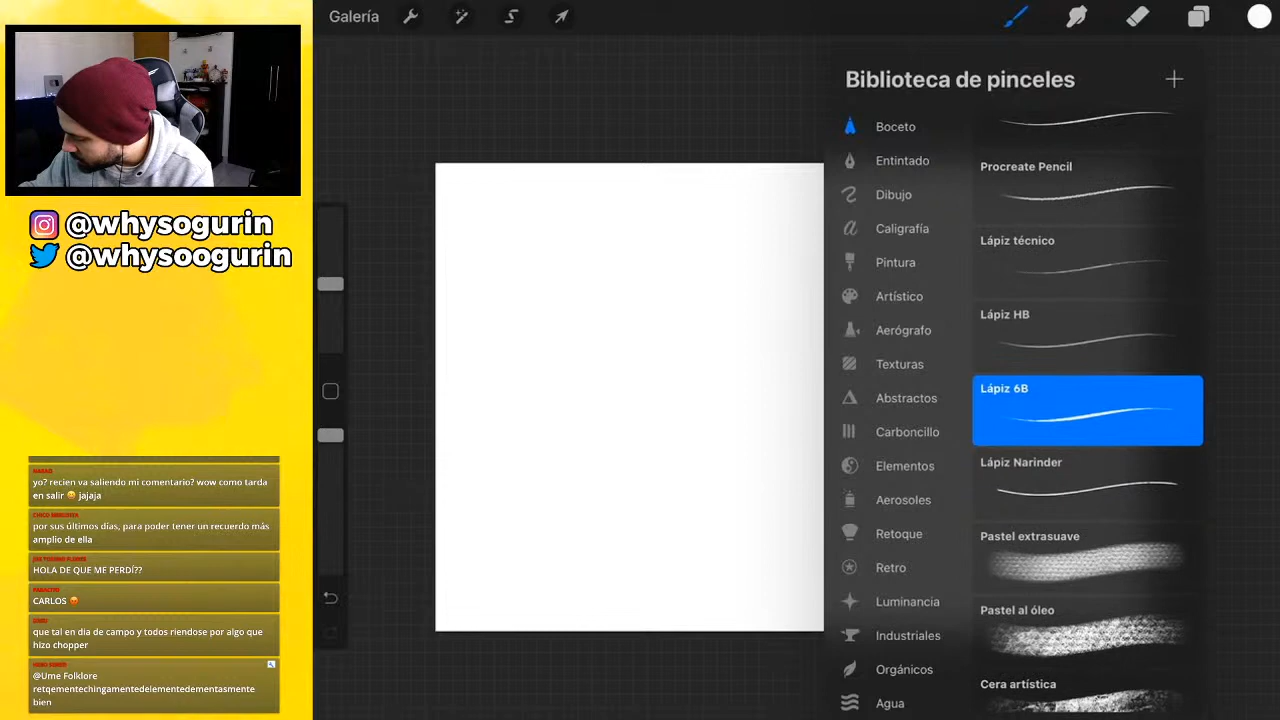 Galería
@whysogurin
@whysoogurin
yo? recien va saliendo mi comentario? wow como tarda
en salir jajaja
por sus últimos días, para poder tener un recuerdo más
amplio de ella
HOLA DE QUE ME PERDÍ??
CARLOS
que tal en dia de campo y todos riendose por algo que
hizo chopper
@Ume Folklore
retqementechingamentedelementedementasmente
bien
Biblioteca de pinceles
Boceto
Entintado
Dibujo
Caligrafía
Pintura
Artístico
Aerógrafo
Texturas
Abstractos
Carboncillo
Elementos
Aerosoles
Retoque
Retro
Luminancia
Industriales
Orgánicos
Agua
Procreate Pencil
Lápiz técnico
Lápiz HB
Lápiz 6B
Lápiz Narinder
Pastel extrasuave
Pastel al óleo
Cera artística